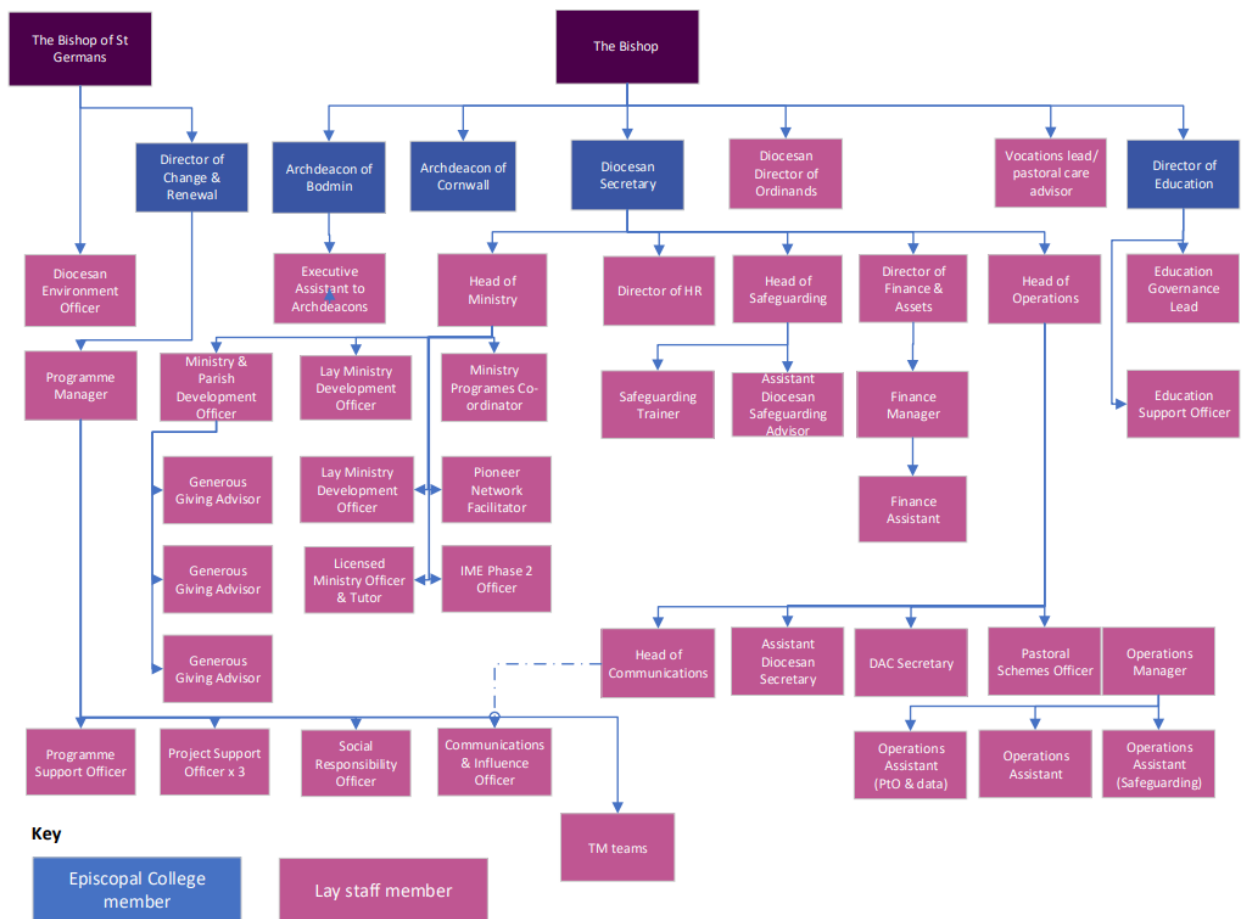 The Bishop of St
Germans
The Bishop
Director of
Change &
Renewal
Archdeacon of
Bodmin
Archdeacon of
Cornwall
Diocesan
Secretary
Diocesan
Director of
Ordinands
Vocations lead/
pastoral care
advisor
Director of
Education
Diocesan
Environment
Officer
Executive
Assistant to
Archdeacons
Head of
Ministry
Director of HR
Head of
Safeguarding
Director of
Finance &
Assets
Head of
Operations
Education
Governance
Lead
Programme
Manager
Ministry &
Parish
Development
Officer
Lay Ministry
Development
Officer
Ministry
Programes Co-
ordinator
Safeguarding
Trainer
Assistant
Diocesan
Safeguarding
Advisor
Finance
Manager
Education
Support Officer
Generous
Giving Advisor
Lay Ministry
Development
Officer
Pioneer
Network
Facilitator
Finance
Assistant
Generous
Giving Advisor
Licensed
Ministry Officer
& Tutor
IME Phase 2
Officer
Generous
Giving Advisor
Head of
Communications
Assistant
Diocesan
Secretary
DAC Secretary
Pastoral
Schemes Officer
Operations
Manager
Programme
Support Officer
Project Support
Officer x 3
Social
Responsibility
Officer
Communications
& Influence
Officer
Operations
Assistant
(PtO & data)
Operations
Assistant
Operations
Assistant
(Safeguarding)
TM teams
Key
Episcopal College
member
Lay staff member